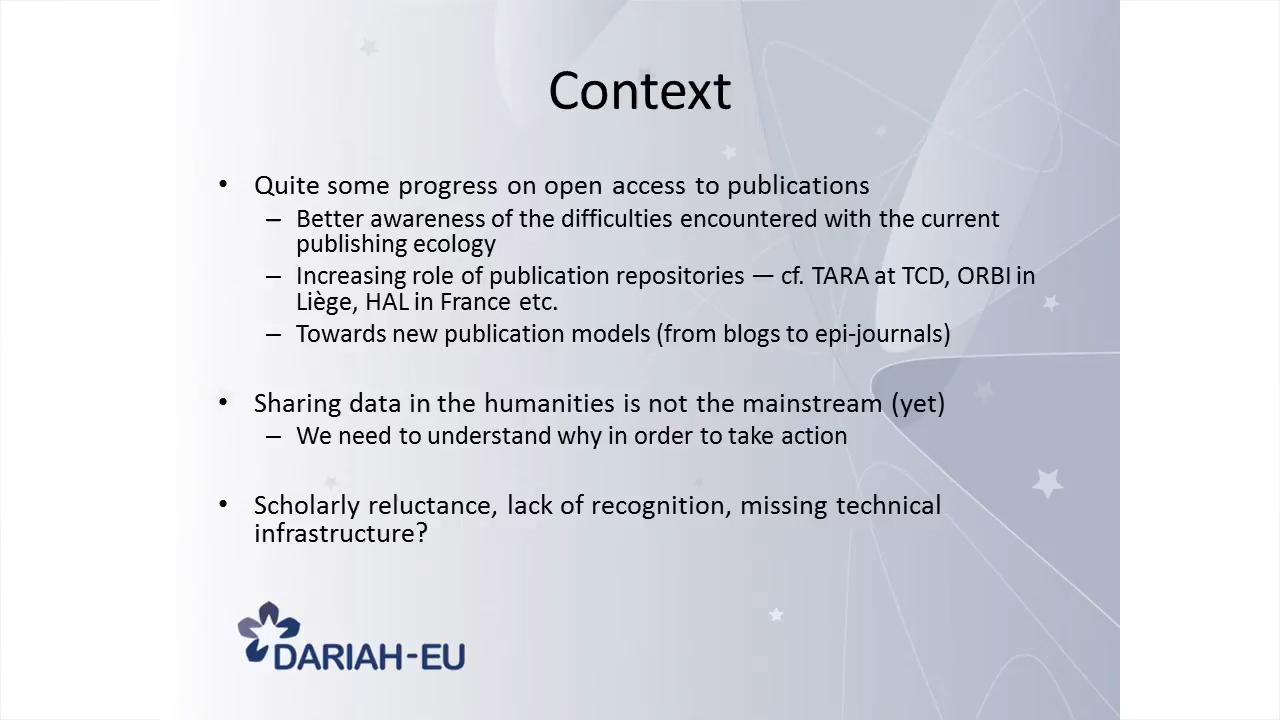 Context
• Quite some progress on open access to publications
– Better awareness of the difficulties encountered with the current
publishing ecology
– Increasing role of publication repositories — cf. TARA at TCD, ORBI in
Liège, HAL in France etc.
– Towards new publication models (from blogs to epi-journals)
• Sharing data in the humanities is not the mainstream (yet)
– We need to understand why in order to take action
• Scholarly reluctance, lack of recognition, missing technical
infrastructure?
DARIAH-EU